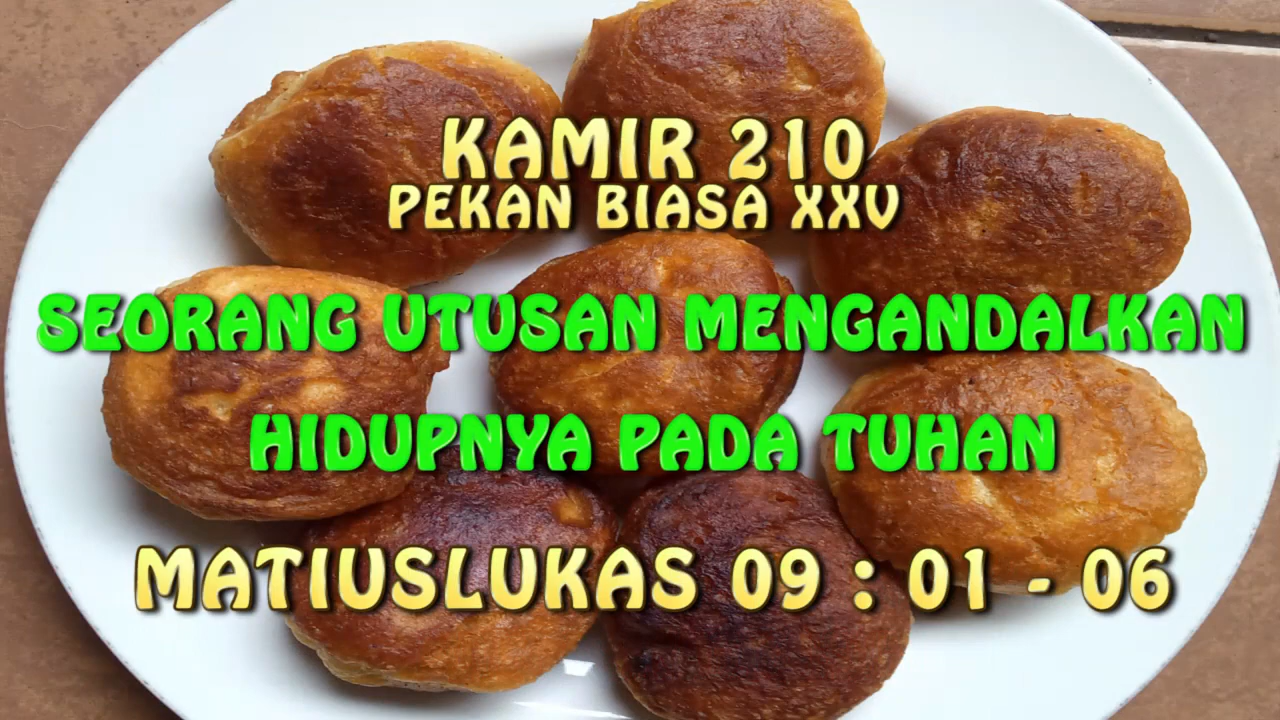 KAMIR 210
PEKAN BIASA XXV
SEORANG UTUSAN MENGANDALKAN
HIDUPNYA PADA TUHAN
MATIUSLUKAS 09 : 01 - 06